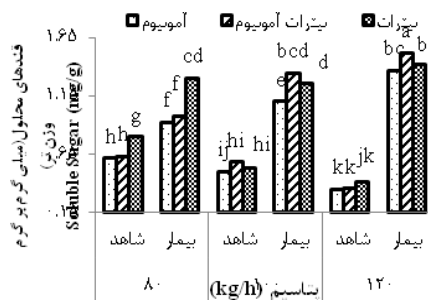 آمونیوم نیترات آمونیوم نیترات
قندهای محلول(میلی گرم بر گرم
وزن تر)
Soluble Sugar (mg/g)
1.65
1.15
h h g f f cd
ij hi hi e bcd d
k k jk bc a b
شاهد بیمار شاهد بیمار شاهد بیمار
۸۰ ۱۲۰
پتاسیم (kg/h)